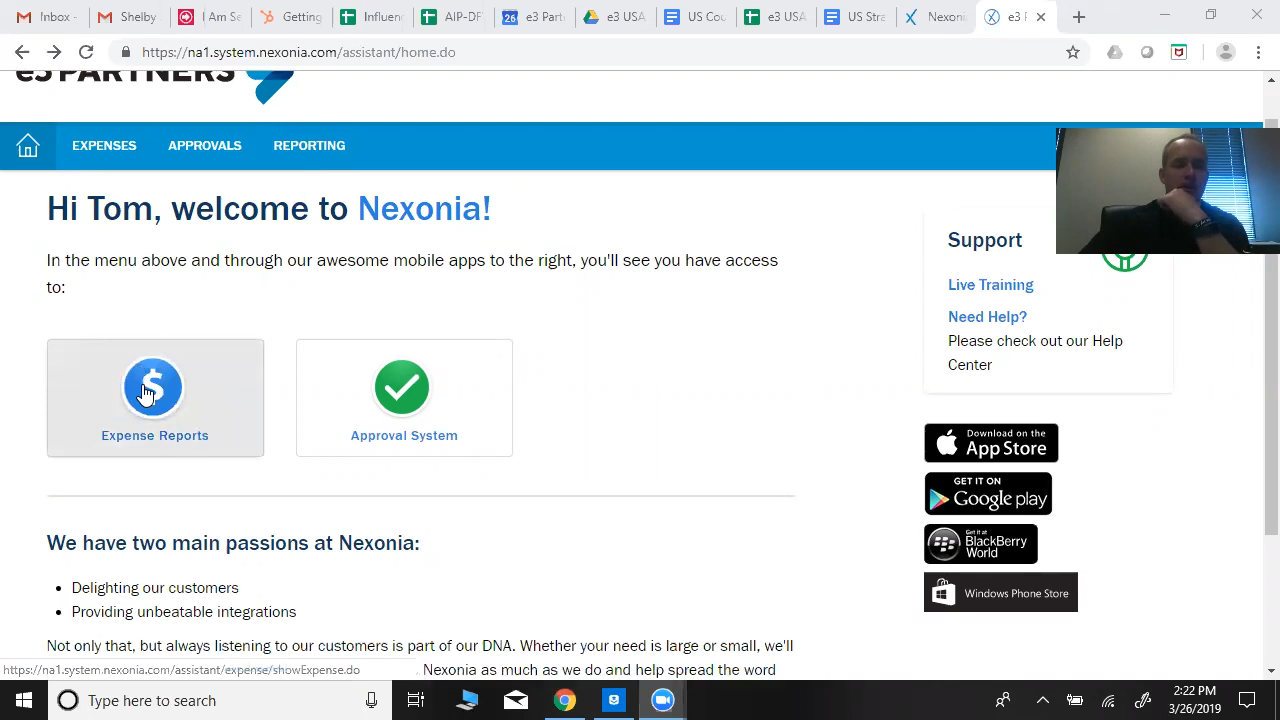 Inbox -
Shelby
I Am Se
Getting
Influen
AIP-DF
e3 Part
e3 USA
US Cou
e3 USA
US Str
Nexoni
e3 P
https://na1.system.nexonia.com/assistant/home.do
e3 PARTNERS
EXPENSES
APPROVALS
REPORTING
Hi Tom, welcome to Nexonia!
In the menu above and through our awesome mobile apps to the right, you'll see you have access
to:
Expense Reports
Approval System
Support
Live Training
Need Help?
Please check out our Help
Center
Download on the
App Store
GET IT ON
Google play
Get it at
BlackBerry
World
Windows Phone Store
We have two main passions at Nexonia:
Delighting our customers
Providing unbeatable integrations
Not only that, but always listening to our customers is part of our DNA. Whether your need is large or small, we'll
Nexonia as much as we do and help spread the word
https://na1.system.nexonia.com/assistant/expense/showExpense.do
Type here to search
2:22 PM
3/26/2019